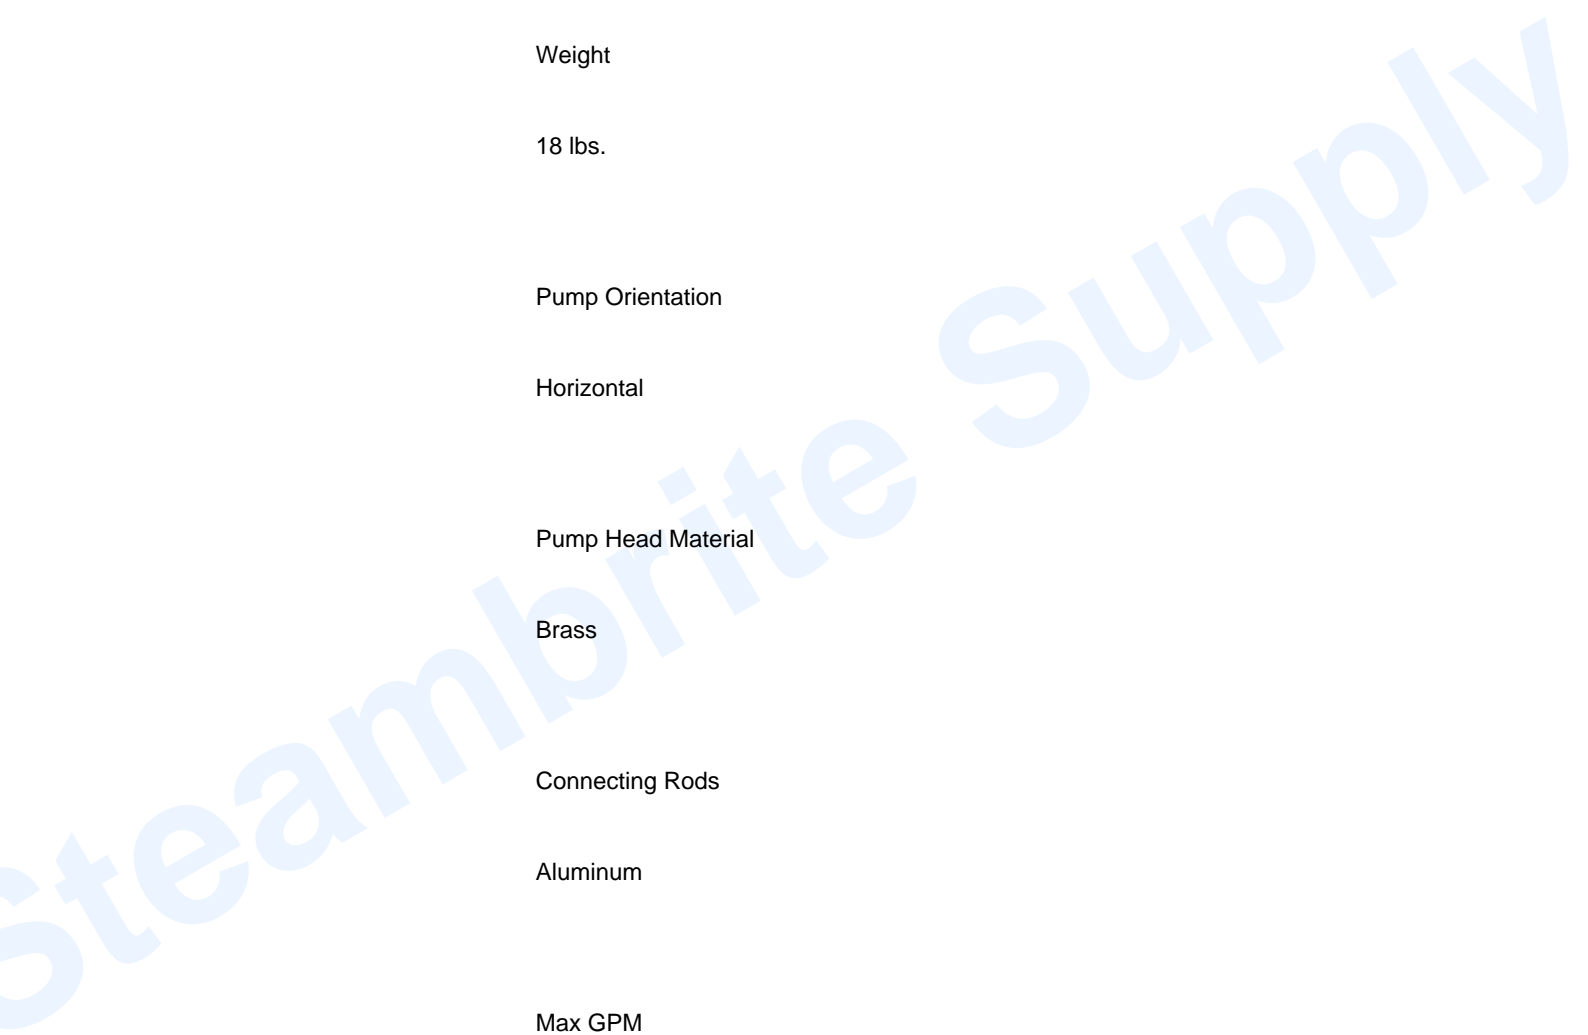 Weight
18 lbs.
Pump Orientation
Horizontal
Pump Head Material
Brass
Connecting Rods
Aluminum
Max GPM
Steambrite Supply